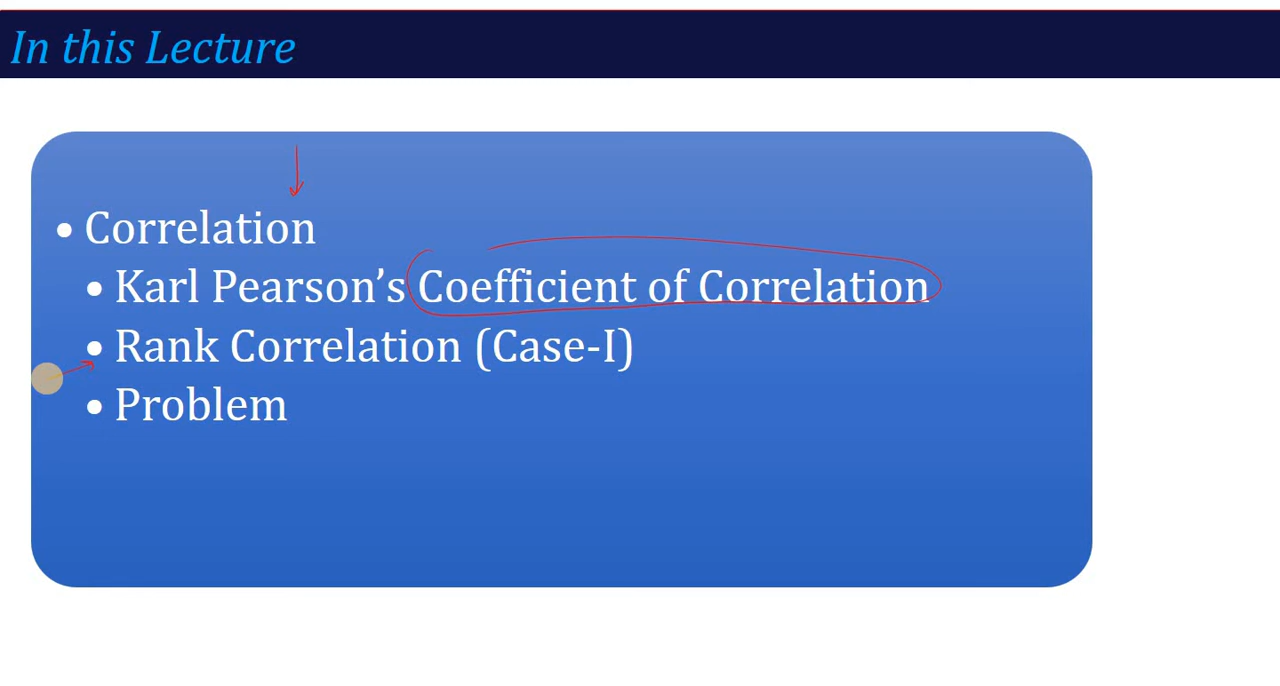 In this Lecture
• Correlation
• Karl Pearson’s Coefficient of Correlation
• Rank Correlation (Case-I)
• Problem